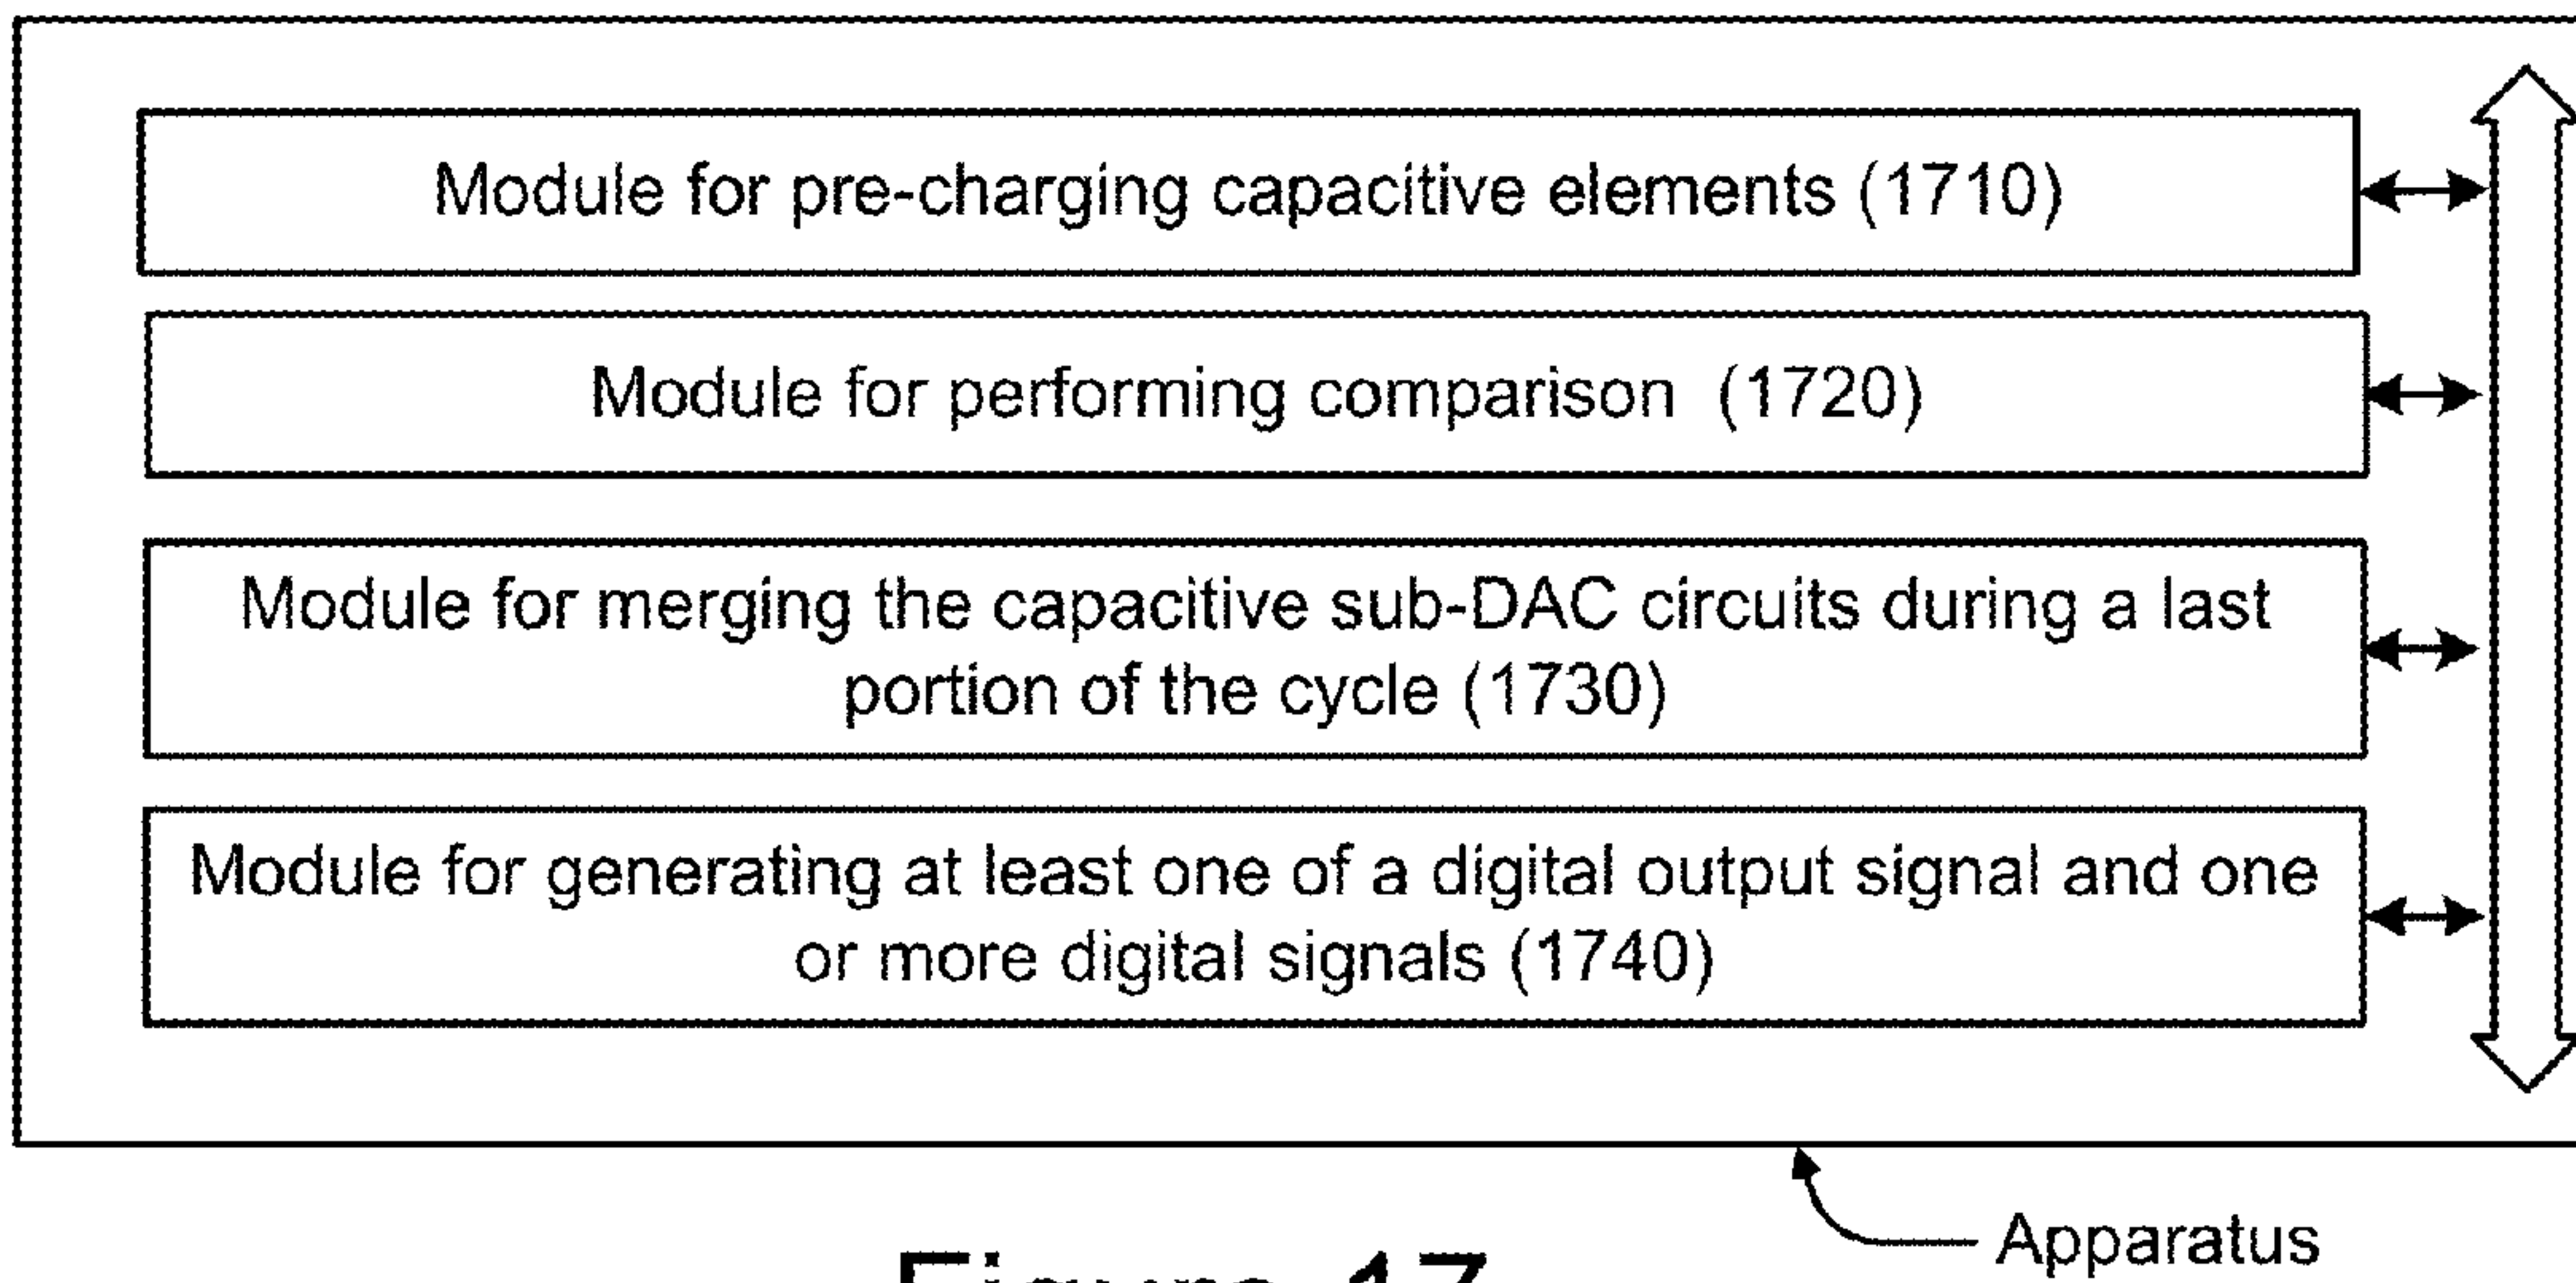 Module for pre-charging capacitive elements (1710)
Module for performing comparison (1720)
Module for merging the capacitive sub-DAC circuits during a last
portion of the cycle (1730)
Module for generating at least one of a digital output signal and one
or more digital signals (1740)
Apparatus
Figure 17